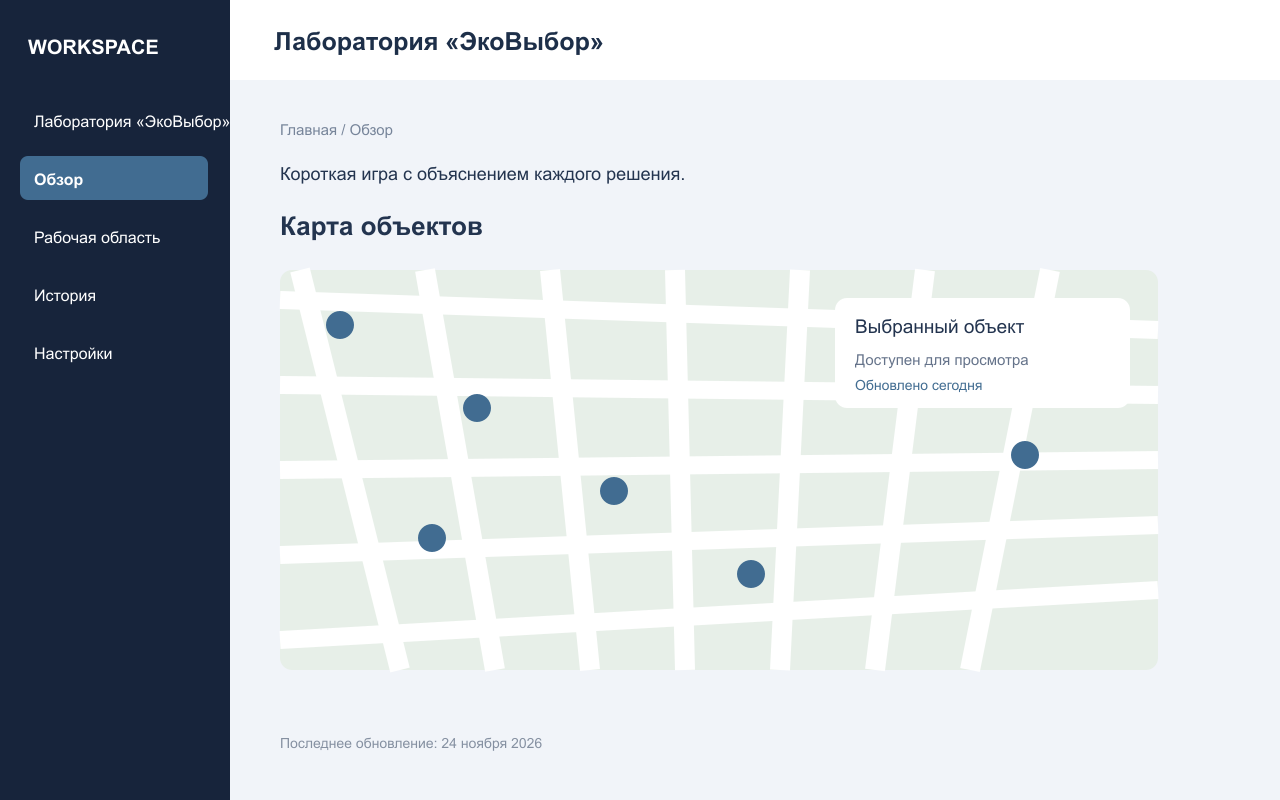 WORKSPACE
Лаборатория «ЭкоВыбор»
Обзор
Рабочая область
История
Настройки
Лаборатория «ЭкоВыбор»
Главная / Обзор
Короткая игра с объяснением каждого решения.
Карта объектов
Выбранный объект
Доступен для просмотра
Обновлено сегодня
Последнее обновление: 24 ноября 2026